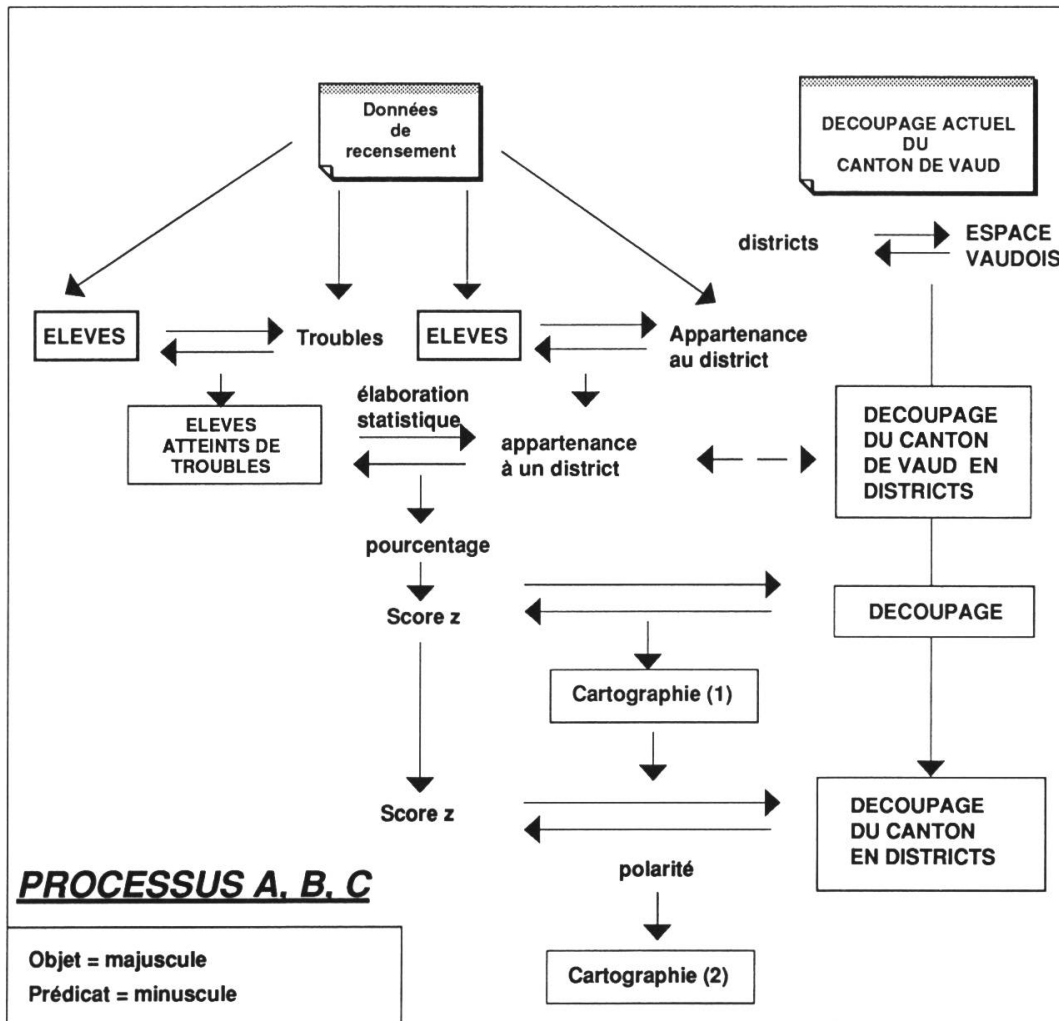 Données
de
recensement
DECOUPAGE ACTUEL
DU
CANTON DE VAUD
districts
ESPACE
VAUDOIS
ELEVES
Troubles
ELEVES
Appartenance
au district
élaboration
statistique
ELEVES
ATTEINTS DE
TROUBLES
appartenance
à un district
DECOUPAGE
DU CANTON
DE VAUD EN
DISTRICTS
pourcentage
Score z
DECOUPAGE
Cartographie (1)
Score z
DECOUPAGE
DU CANTON
EN DISTRICTS
polarité
PROCESSUS A, B, C
Cartographie (2)
Objet = majuscule
Prédicat = minuscule